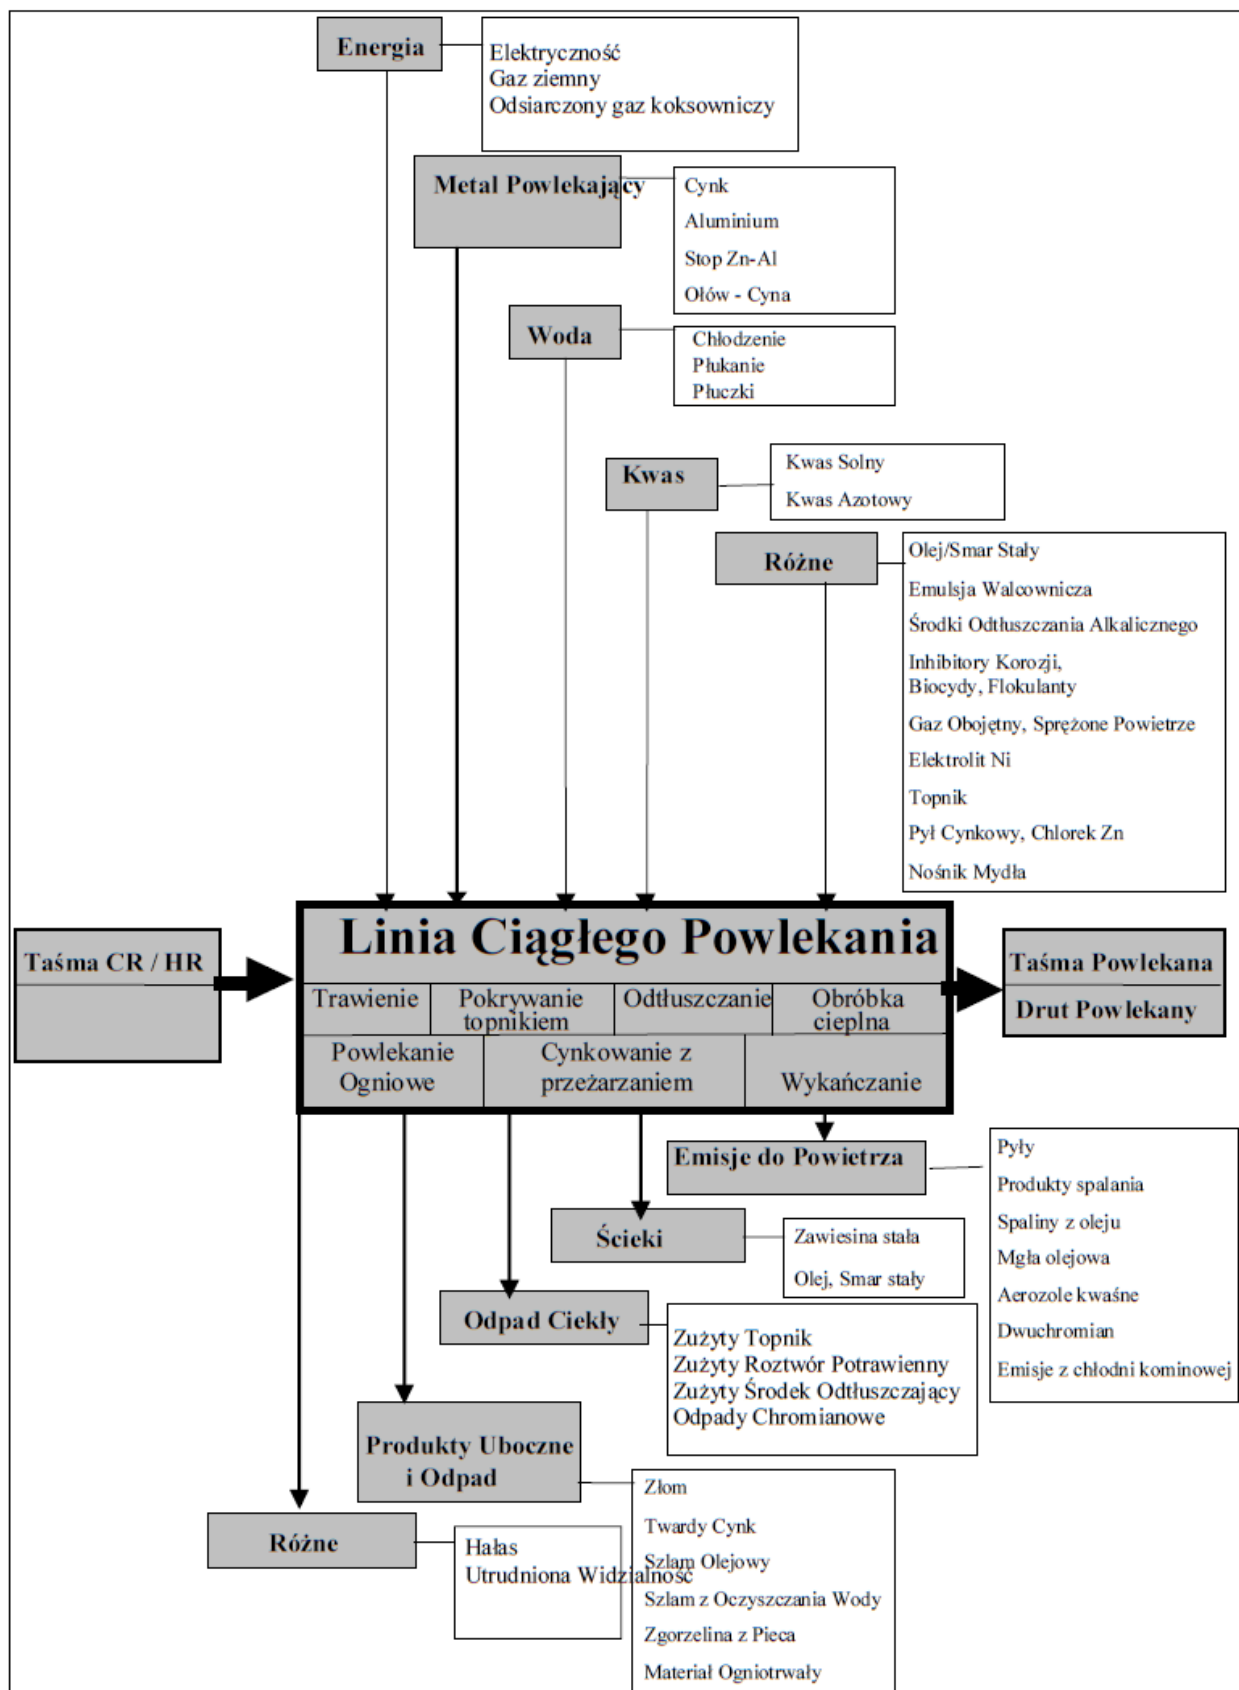 Energia
Elektryczność
Gaz ziemny
Odsiarczony gaz koksowniczy
Metal Powlekający
Cynk
Aluminium
Stop Zn-Al
Ołów - Cyna
Woda
Chłodzenie
Płukanie
Płuczki
Kwas
Kwas Solny
Kwas Azotowy
Różne
Olej/Smar Stały
Emulsja Walcownicza
Środki Odtłuszczania Alkalicznego
Inhibitory Korozji,
Biocydy, Flokulanty
Gaz Obojętny, Sprężone Powietrze
Elektrolit Ni
Topnik
Pył Cynkowy, Chlorek Zn
Nośnik Mydła
Taśma CR / HR
Linia Ciągłego Powlekania
Trawienie
Pokrywanie
topnikiem
Odtłuszczanie
Obróbka
cieplna
Powlekanie
Ogniowe
Cynkowanie z
przeżarzaniem
Wykańczanie
Taśma Powlekana
Drut Powlekany
Emisje do Powietrza
Pyły
Produkty spalania
Spaliny z oleju
Mgła olejowa
Aerozole kwaśne
Dwuchromian
Emisje z chłodni kominowej
Ścieki
Zawiesina stała
Olej, Smar stały
Odpad Ciekły
Zużyty Topnik
Zużyty Roztwór Potrawienny
Zużyty Środek Odtłuszczający
Odpady Chromianowe
Produkty Uboczne
i Odpad
Złom
Twardy Cynk
Szlam Olejowy
Szlam z Oczyszczania Wody
Zgorzelina z Pieca
Materiał Ogniotrwały
Różne
Hałas
Utrudniona Widzialność